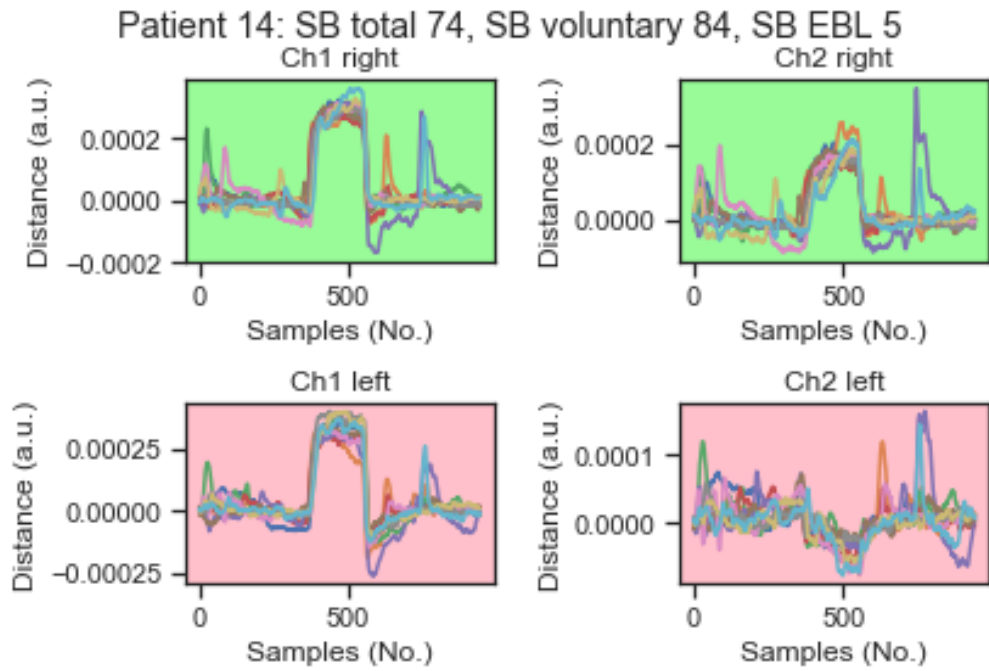 Patient 14: SB total 74, SB voluntary 84, SB EBL 5
Ch1 right
Ch2 right
Distance (a.u.)
0.0002
0.0000
−0.0002
0
500
Samples (No.)
Distance (a.u.)
0.0002
0.0000
0
500
Samples (No.)
Ch1 left
Ch2 left
Distance (a.u.)
0.00025
0.00000
−0.00025
0
500
Samples (No.)
Distance (a.u.)
0.0001
0.0000
0
500
Samples (No.)